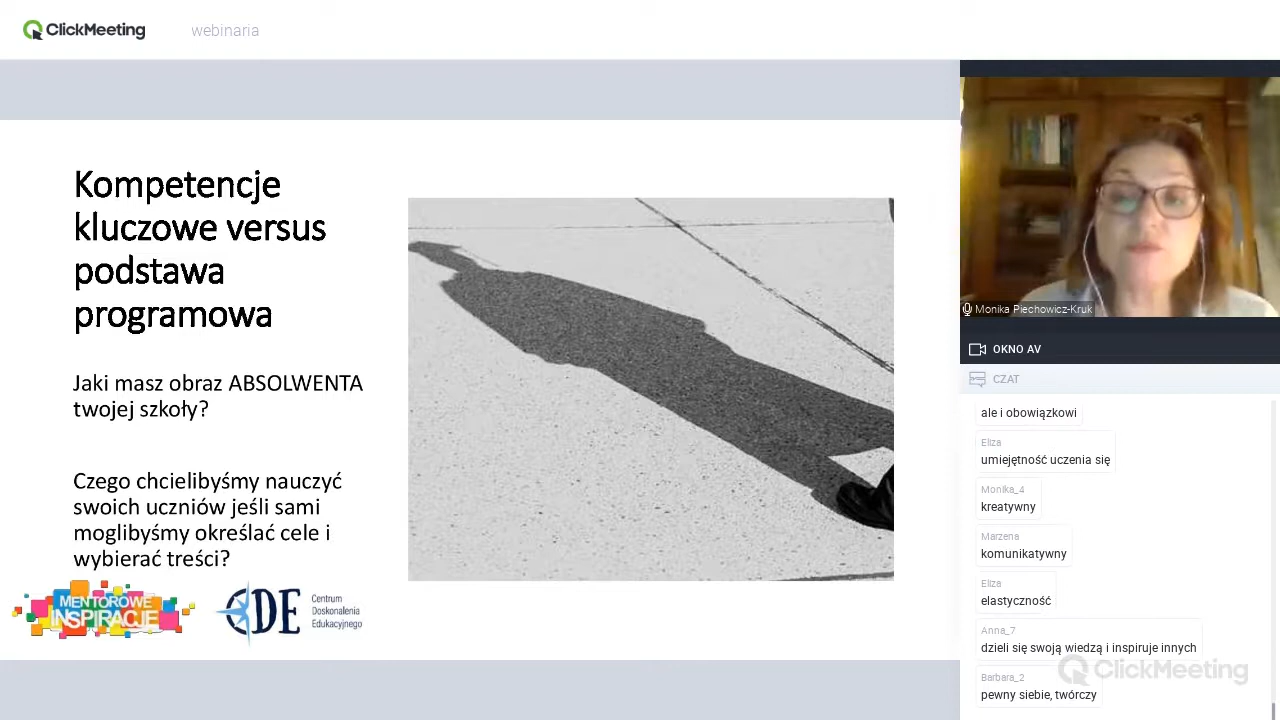 ClickMeeting
webinaria
Kompetencje
kluczowe versus
podstawa
programowa
Jaki masz obraz ABSOLWENTA
twojej szkoły?
Czego chcielibyśmy nauczyć
swoich uczniów jeśli sami
moglibyśmy określać cele i
wybierać treści?
MENTOROWE
INSPIRACJE
CDE
Centrum
Doskonalenia
Edukacyjnego
Monika Piechowicz-Kruk
OKNO AV
CZAT
ale i obowiązkowi
Eliza
umiejętność uczenia się
Monika_4
kreatywny
Marzena
komunikatywny
Eliza
elastyczność
Anna_7
dzieli się swoją wiedzą i inspiruje innych
ClickMeeting
Barbara_2
pewny siebie, twórczy